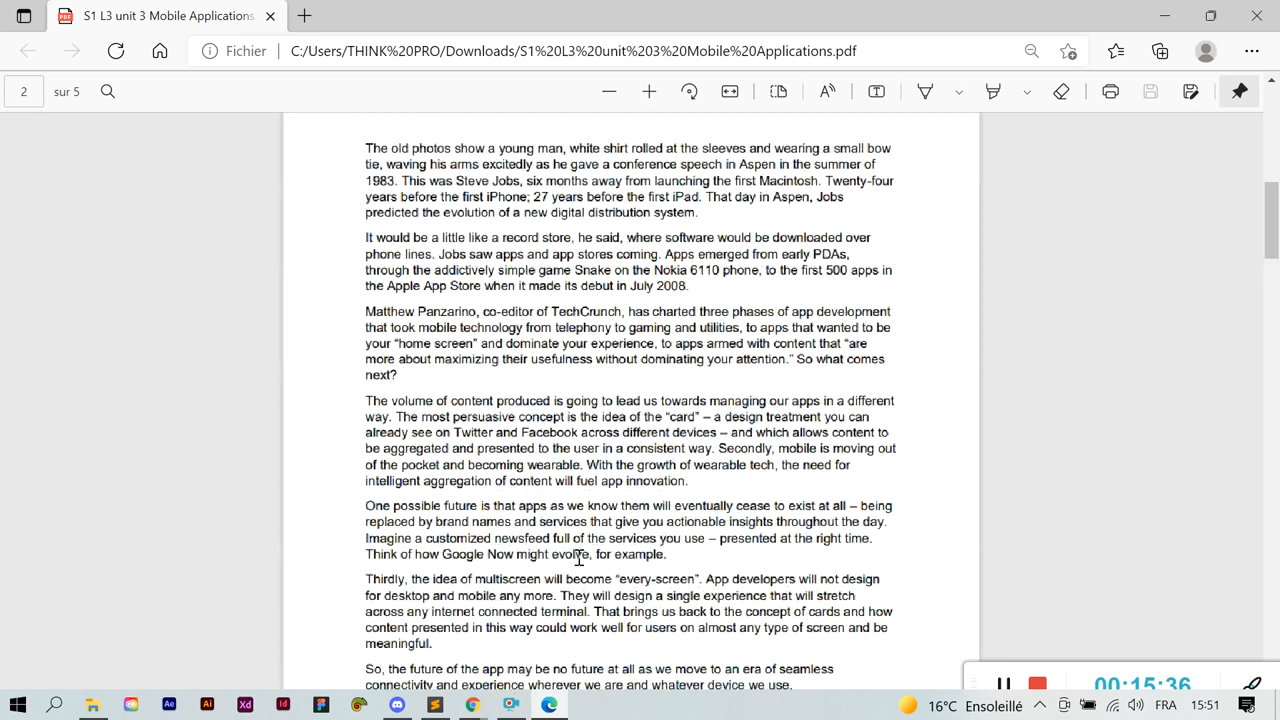 S1 L3 unit 3 Mobile Applications.
Fichier
C:/Users/THINK%20PRO/Downloads/S1%20L3%20unit%203%20Mobile%20Applications.pdf
2 sur 5
The old photos show a young man, white shirt rolled at the sleeves and wearing a small bow
tie, waving his arms excitedly as he gave a conference speech in Aspen in the summer of
1983. This was Steve Jobs, six months away from launching the first Macintosh. Twenty-four
years before the first iPhone; 27 years before the first iPad. That day in Aspen, Jobs
predicted the evolution of a new digital distribution system.
It would be a little like a record store, he said, where software would be downloaded over
phone lines. Jobs saw apps and app stores coming. Apps emerged from early PDAs,
through the addictively simple game Snake on the Nokia 6110 phone, to the first 500 apps in
the Apple App Store when it made its debut in July 2008.
Matthew Panzarino, co-editor of TechCrunch, has charted three phases of app development
that took mobile technology from telephony to gaming and utilities, to apps that wanted to be
your “home screen” and dominate your experience, to apps armed with content that “are
more about maximizing their usefulness without dominating your attention.” So what comes
next?
The volume of content produced is going to lead us towards managing our apps in a different
way. The most persuasive concept is the idea of the “card” – a design treatment you can
already see on Twitter and Facebook across different devices – and which allows content to
be aggregated and presented to the user in a consistent way. Secondly, mobile is moving out
of the pocket and becoming wearable. With the growth of wearable tech, the need for
intelligent aggregation of content will fuel app innovation.
One possible future is that apps as we know them will eventually cease to exist at all – being
replaced by brand names and services that give you actionable insights throughout the day.
Imagine a customized newsfeed full of the services you use – presented at the right time.
Think of how Google Now might evolve, for example.
Thirdly, the idea of multiscreen will become “every-screen”. App developers will not design
for desktop and mobile any more. They will design a single experience that will stretch
across any internet connected terminal. That brings us back to the concept of cards and how
content presented in this way could work well for users on almost any type of screen and be
meaningful.
So, the future of the app may be no future at all as we move to an era of seamless
connectivity and experience wherever we are and whatever device we use.
00:15:36
Ae Ai Xd Id 16°C Ensoleillé FRA 15:51